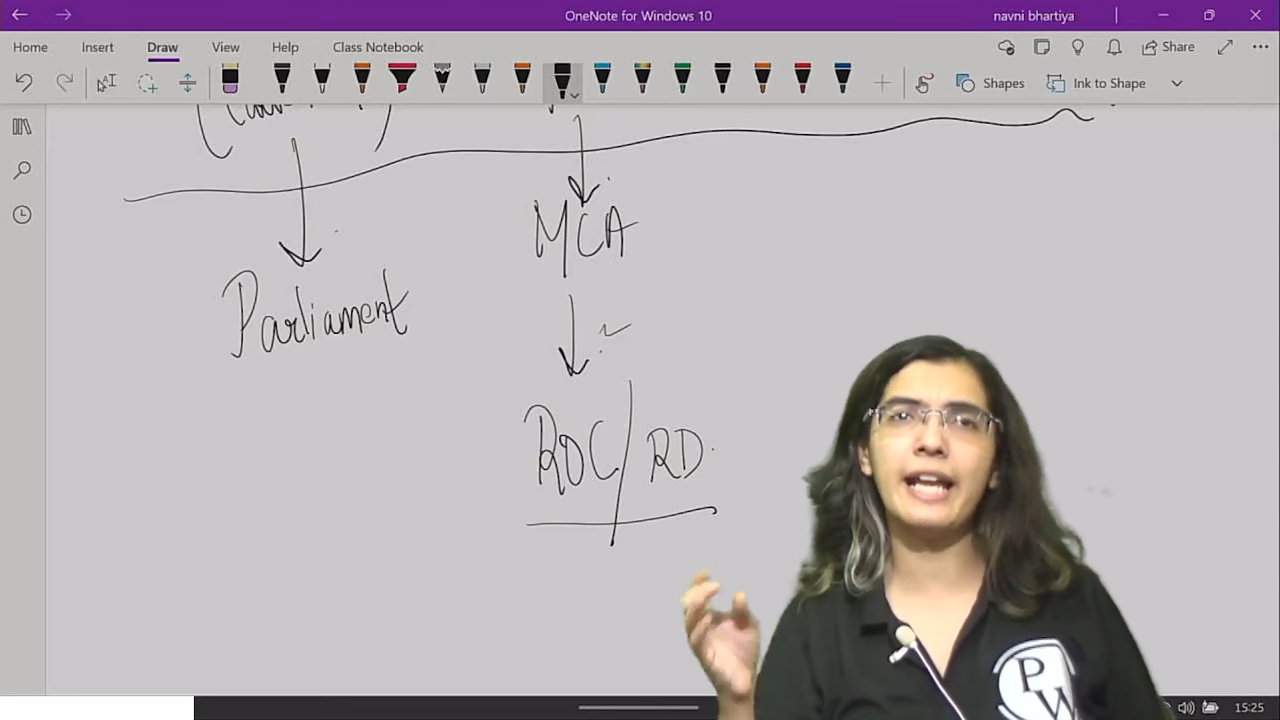 OneNote for Windows 10
navni bhartiya
Home Insert Draw View Help Class Notebook Share
Shapes Ink to Shape
MCA
Parliament
ROC/RD.
PW
15:25